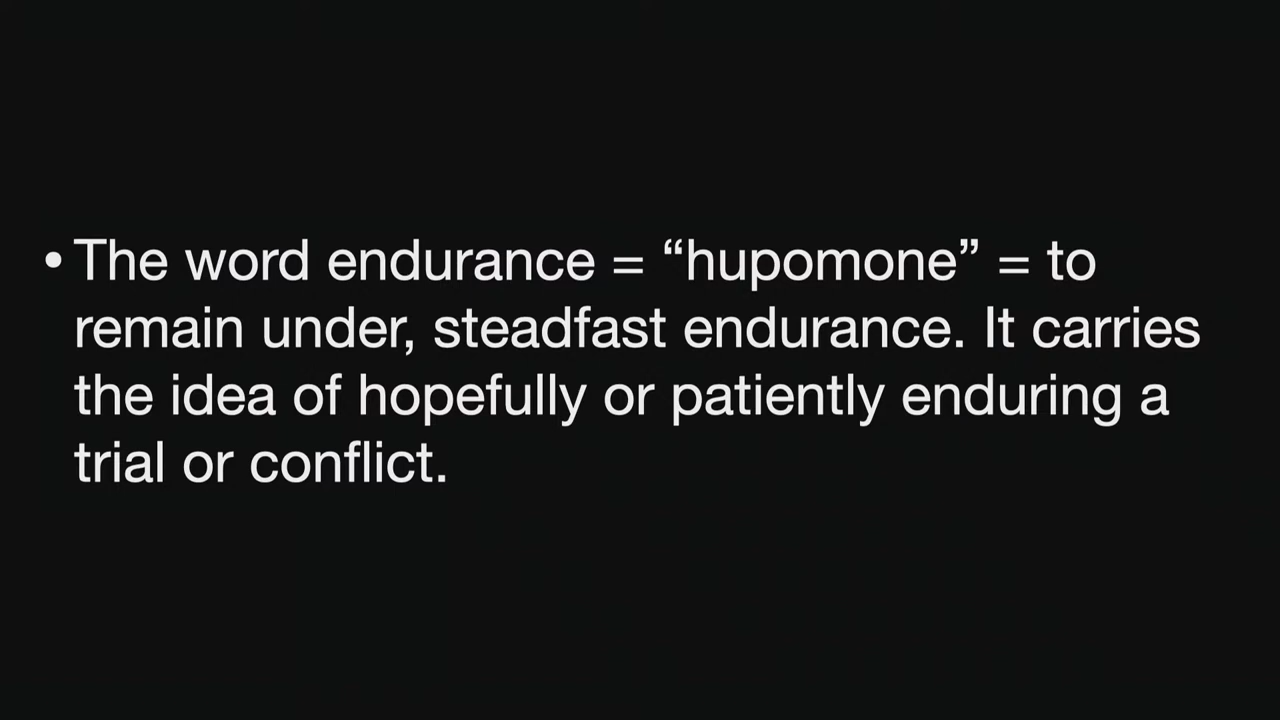 • The word endurance = “hupomone” = to
remain under, steadfast endurance. It carries
the idea of hopefully or patiently enduring a
trial or conflict.